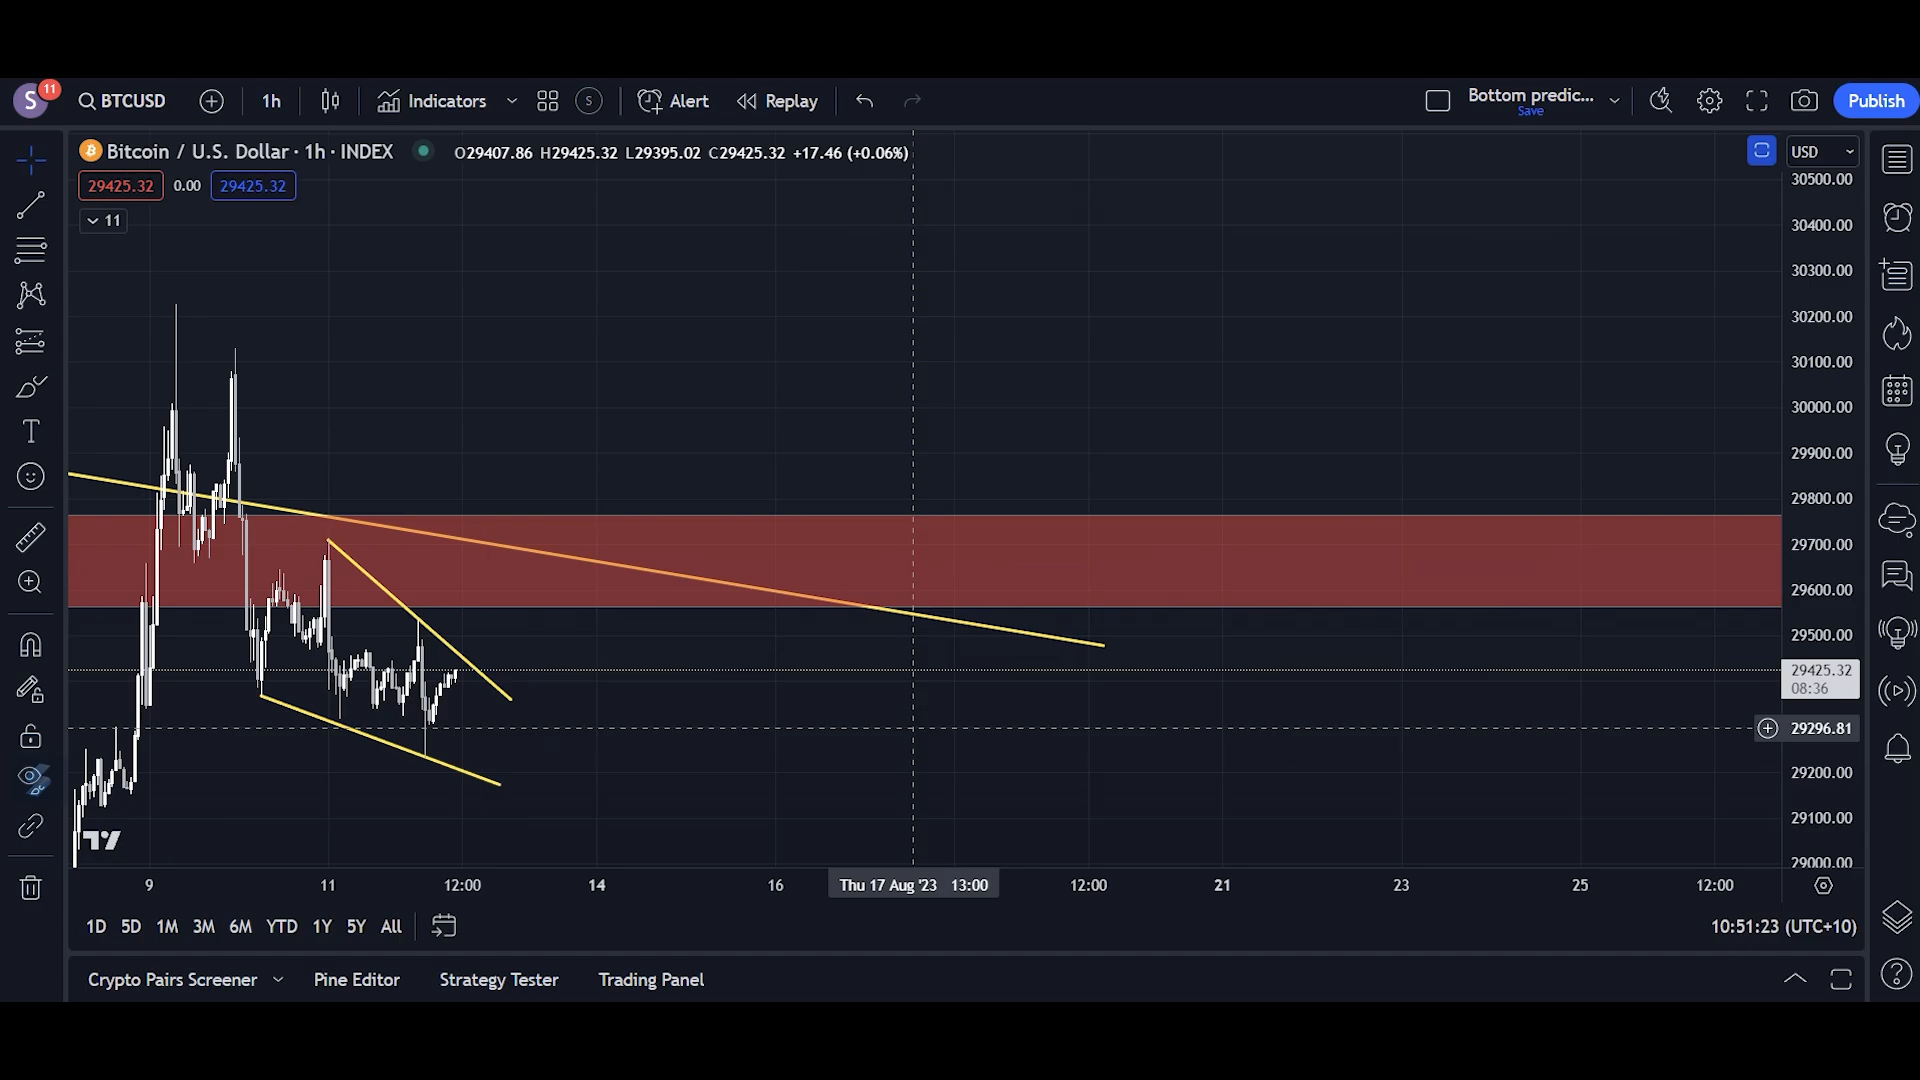 S 11 BTCUSD 1h Indicators S Alert Replay Bottom predic... Publish
Save
Bitcoin / U.S. Dollar · 1h · INDEX O29407.86 H29425.32 L29395.02 C29425.32 +17.46 (+0.06%) USD
29425.32 0.00 29425.32
11
30500.00
30400.00
30300.00
30200.00
30100.00
30000.00
29900.00
29800.00
29700.00
29600.00
29500.00
29425.32
08:36
29296.81
29200.00
29100.00
29000.00
9 11 12:00 14 16 Thu 17 Aug '23 13:00 12:00 21 23 25 12:00
1D 5D 1M 3M 6M YTD 1Y 5Y All 10:51:23 (UTC+10)
Crypto Pairs Screener Pine Editor Strategy Tester Trading Panel